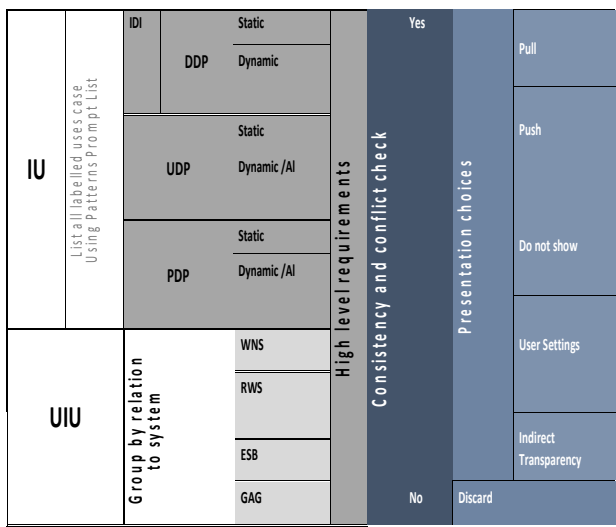 IU
List all labelled uses case
Using Patterns Prompt List
IDI
DDP
Static
Dynamic
UDP
Static
Dynamic /AI
PDP
Static
Dynamic /AI
UIU
Group by relation
to system
WNS
RWS
ESB
GAG
High level requirements
Consistency and conflict check
Yes
No
Presentation choices
Pull
Push
Do not show
User Settings
Indirect
Transparency
Discard